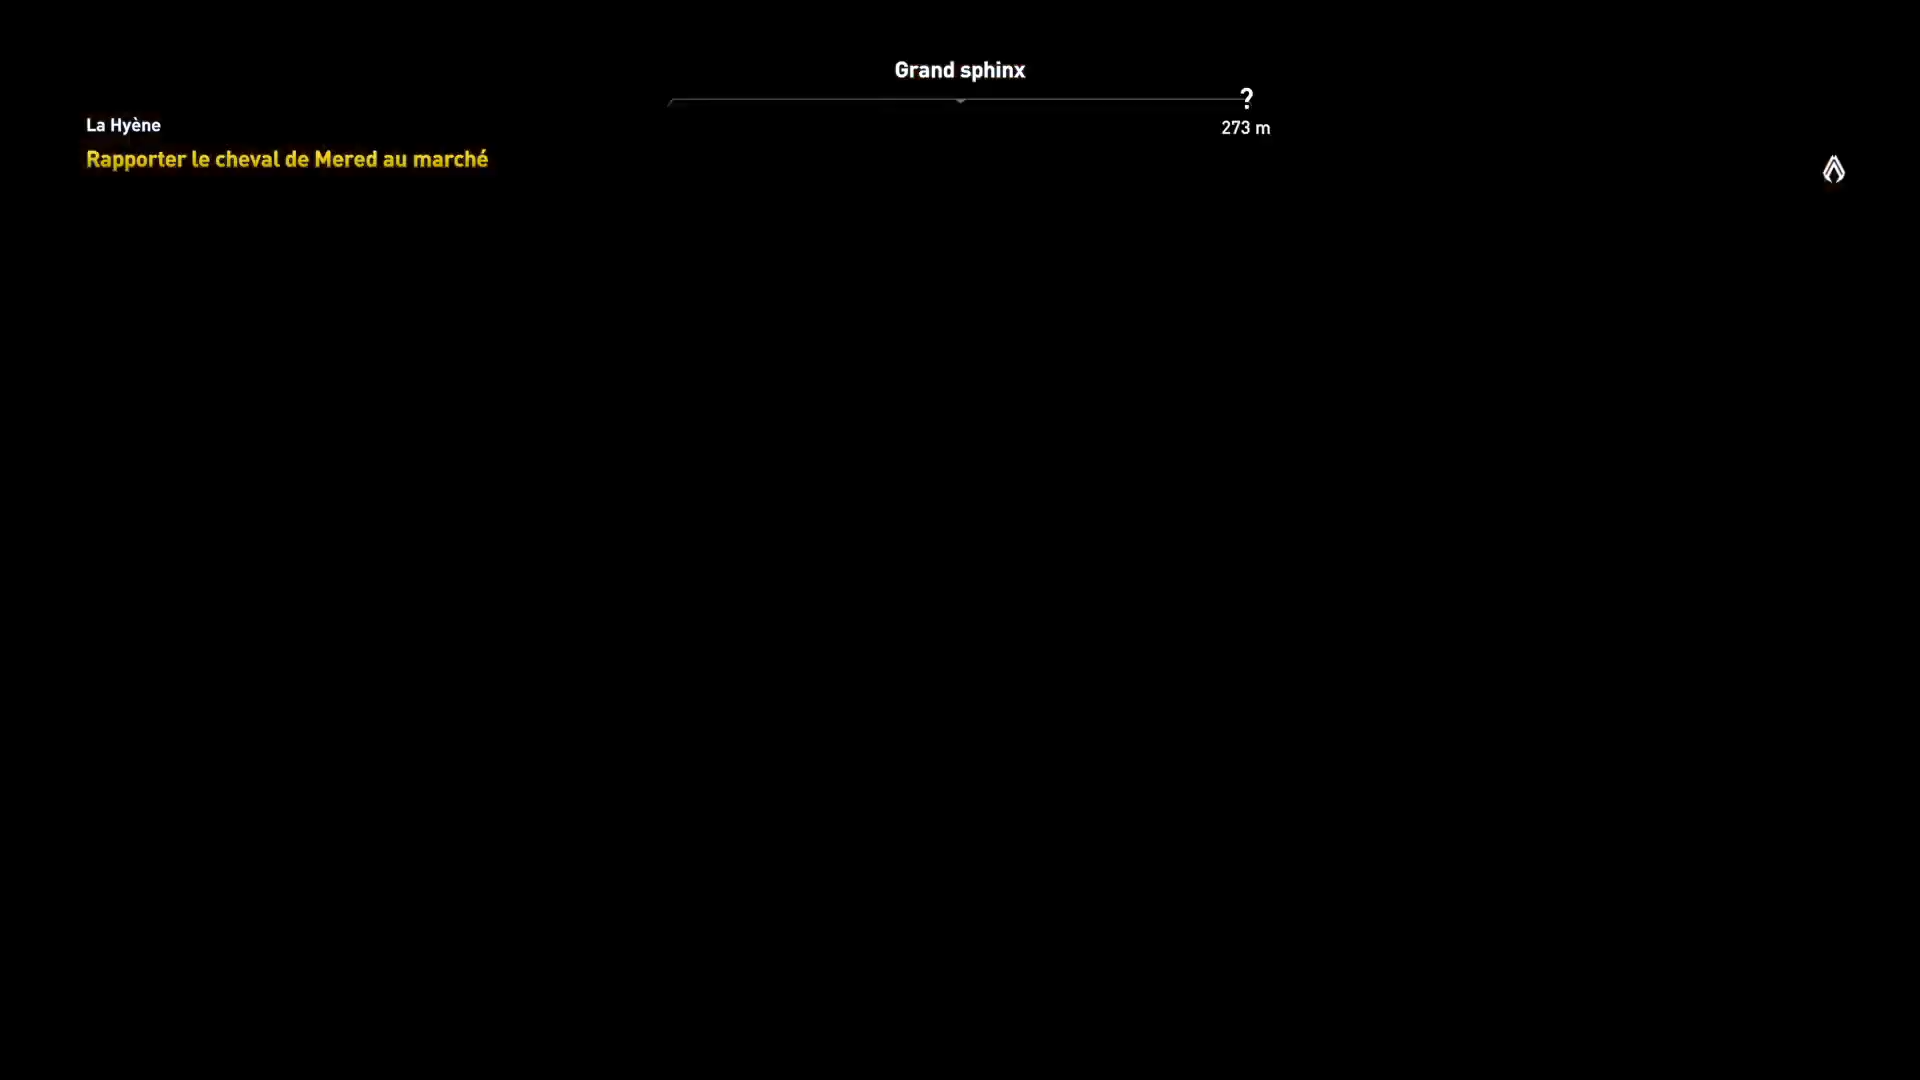 Grand sphinx
?
273 m
La Hyène
Rapporter le cheval de Mered au marché